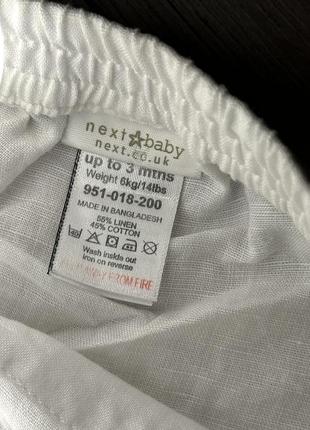 next baby
next.co.uk
up to 3 mths
Weight 6kg/14lbs
951-018-200
MADE IN BANGLADESH
55% LINEN
45% COTTON
Wash inside out
iron on reverse
AWAY FROM FIRE